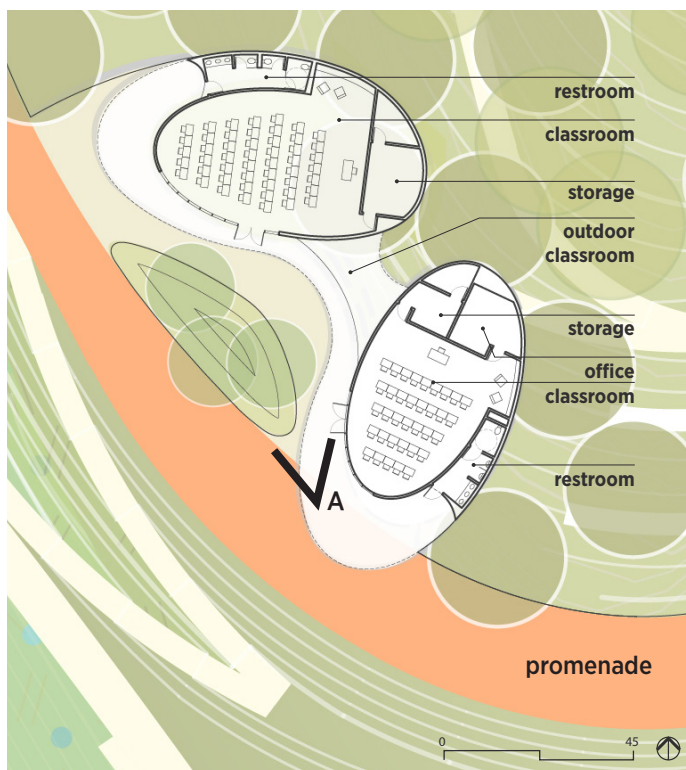 restroom
classroom
storage
outdoor
classroom
storage
office
classroom
restroom
A
promenade
0 45